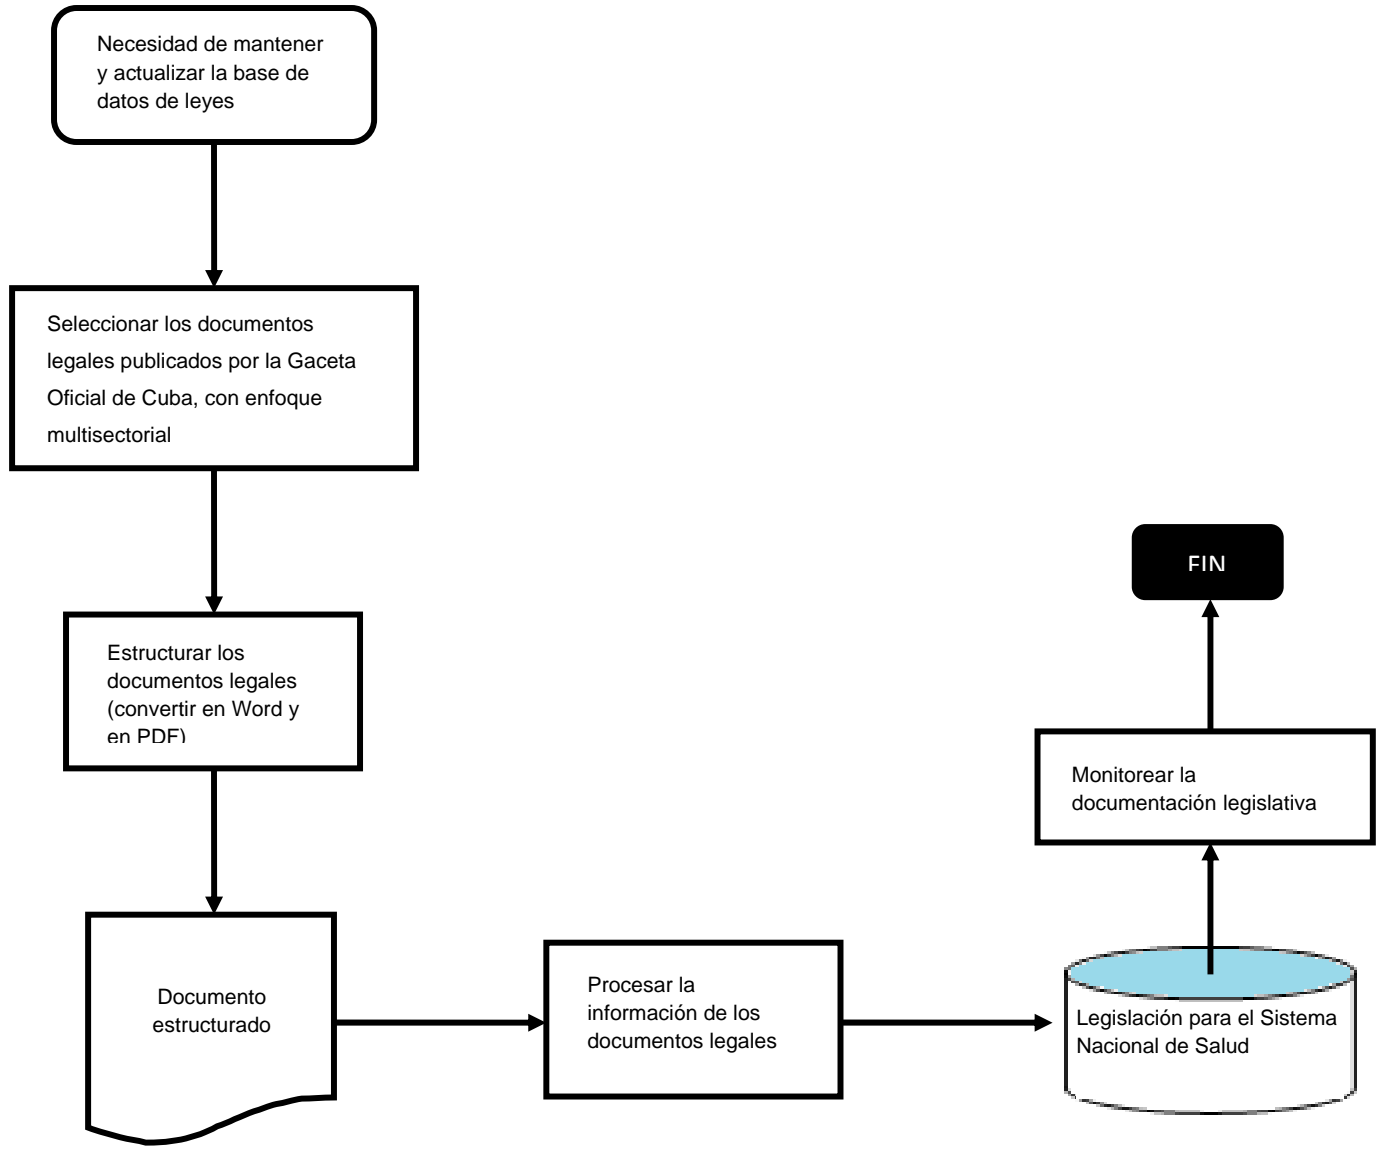 Necesidad de mantener
y actualizar la base de
datos de leyes
Seleccionar los documentos
legales publicados por la Gaceta
Oficial de Cuba, con enfoque
multisectorial
Estructurar los
documentos legales
(convertir en Word y
en PDF)
Documento
estructurado
Procesar la
información de los
documentos legales
Legislación para el Sistema
Nacional de Salud
Monitorear la
documentación legislativa
FIN